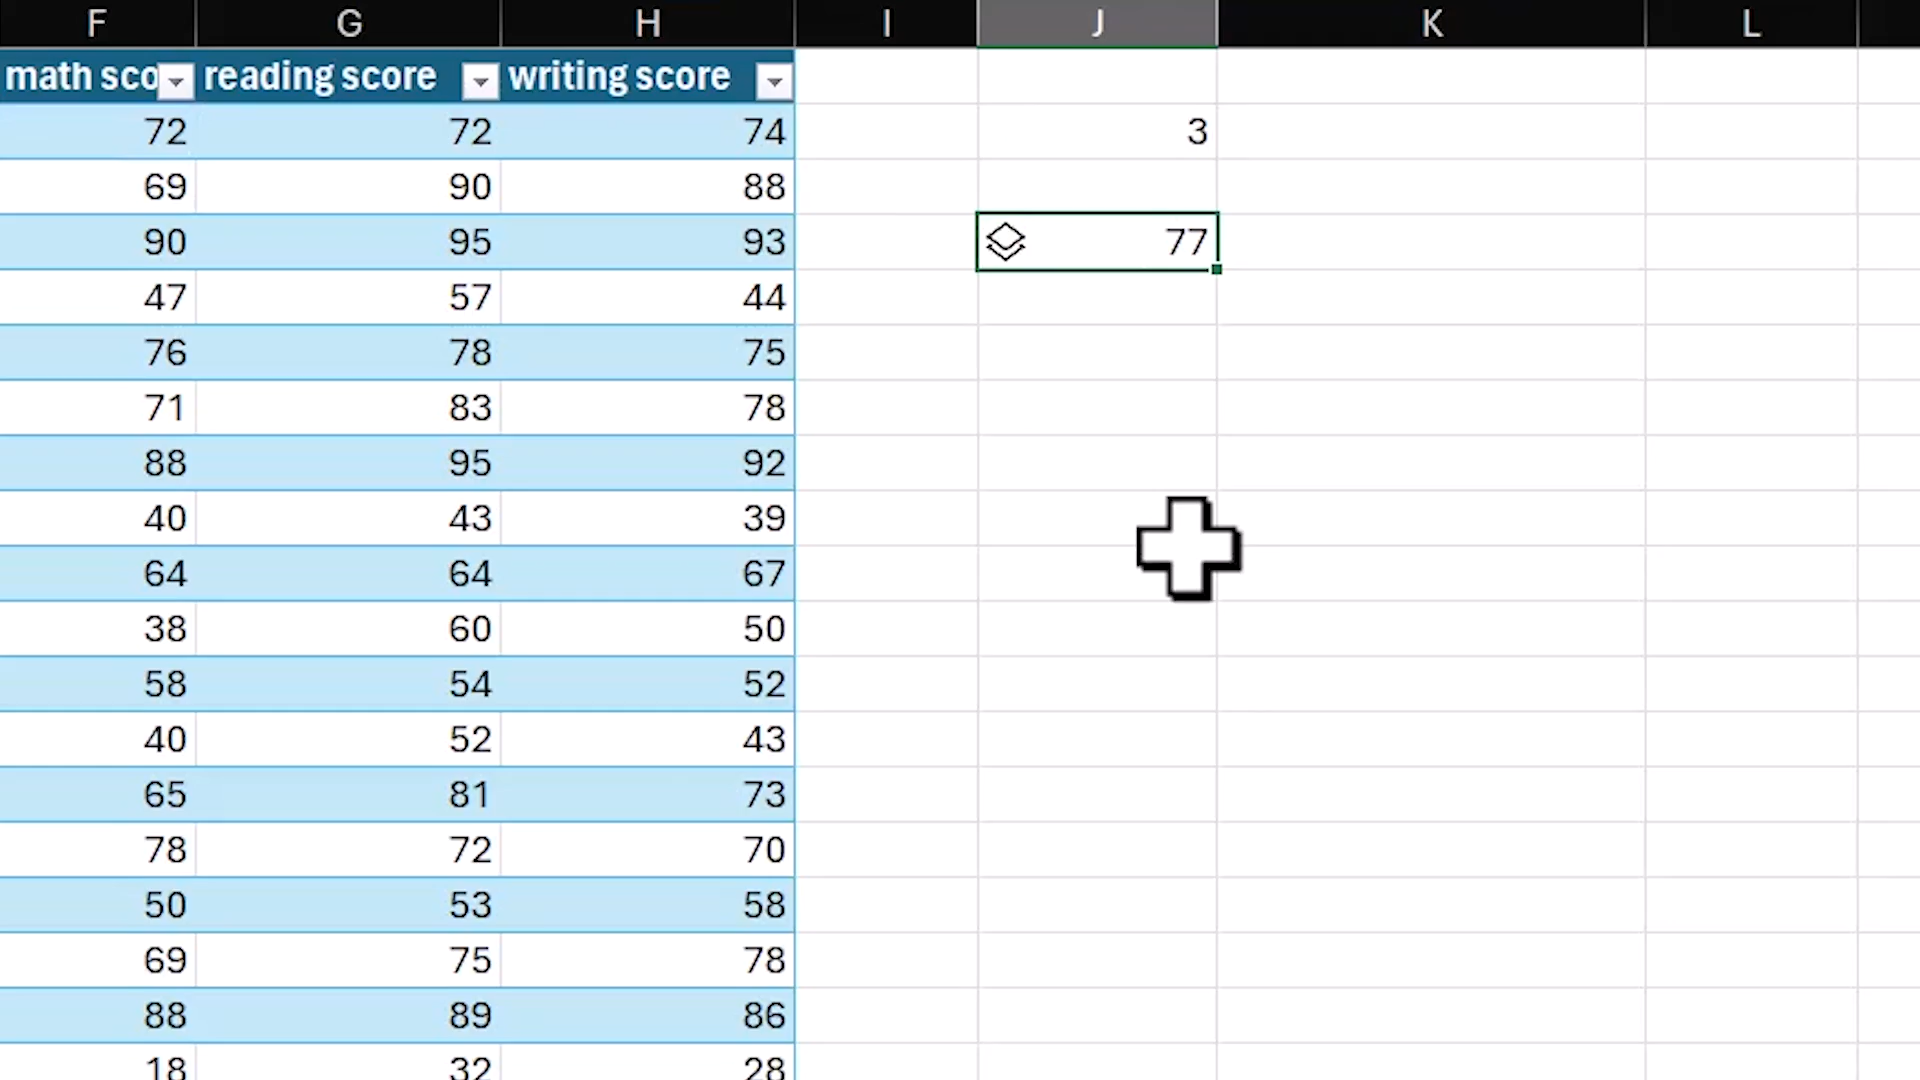 F G H I J K L
math sco reading score writing score
72 72 74 3
69 90 88
90 95 93 77
47 57 44
76 78 75
71 83 78
88 95 92
40 43 39
64 64 67
38 60 50
58 54 52
40 52 43
65 81 73
78 72 70
50 53 58
69 75 78
88 89 86
18 32 28